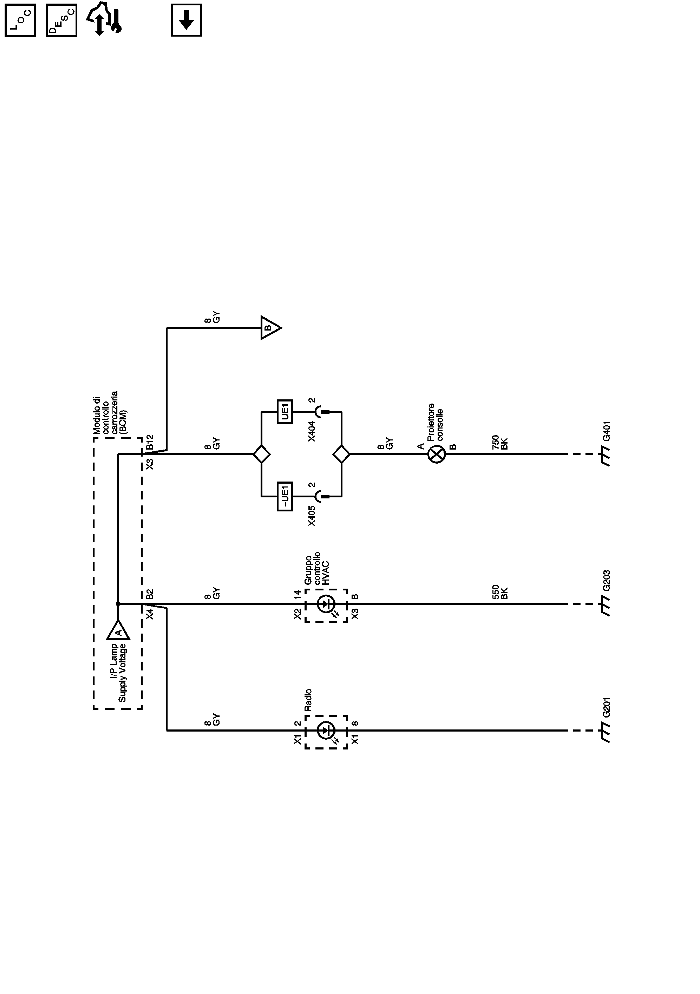 LOC
DESC
Modulo di
controllo
carrozzeria
(BCM)
A
I/P Lamp
Supply Voltage
X3
B12
X4
B2
8
GY
B
8
GY
UE1
2
X404
~UE1
2
X405
8
GY
A
Proiettore
consolle
B
750
BK
G401
8
GY
14
X2
Gruppo
controllo
HVAC
B
X3
550
BK
G203
8
GY
2
X1
Radio
8
X1
G201